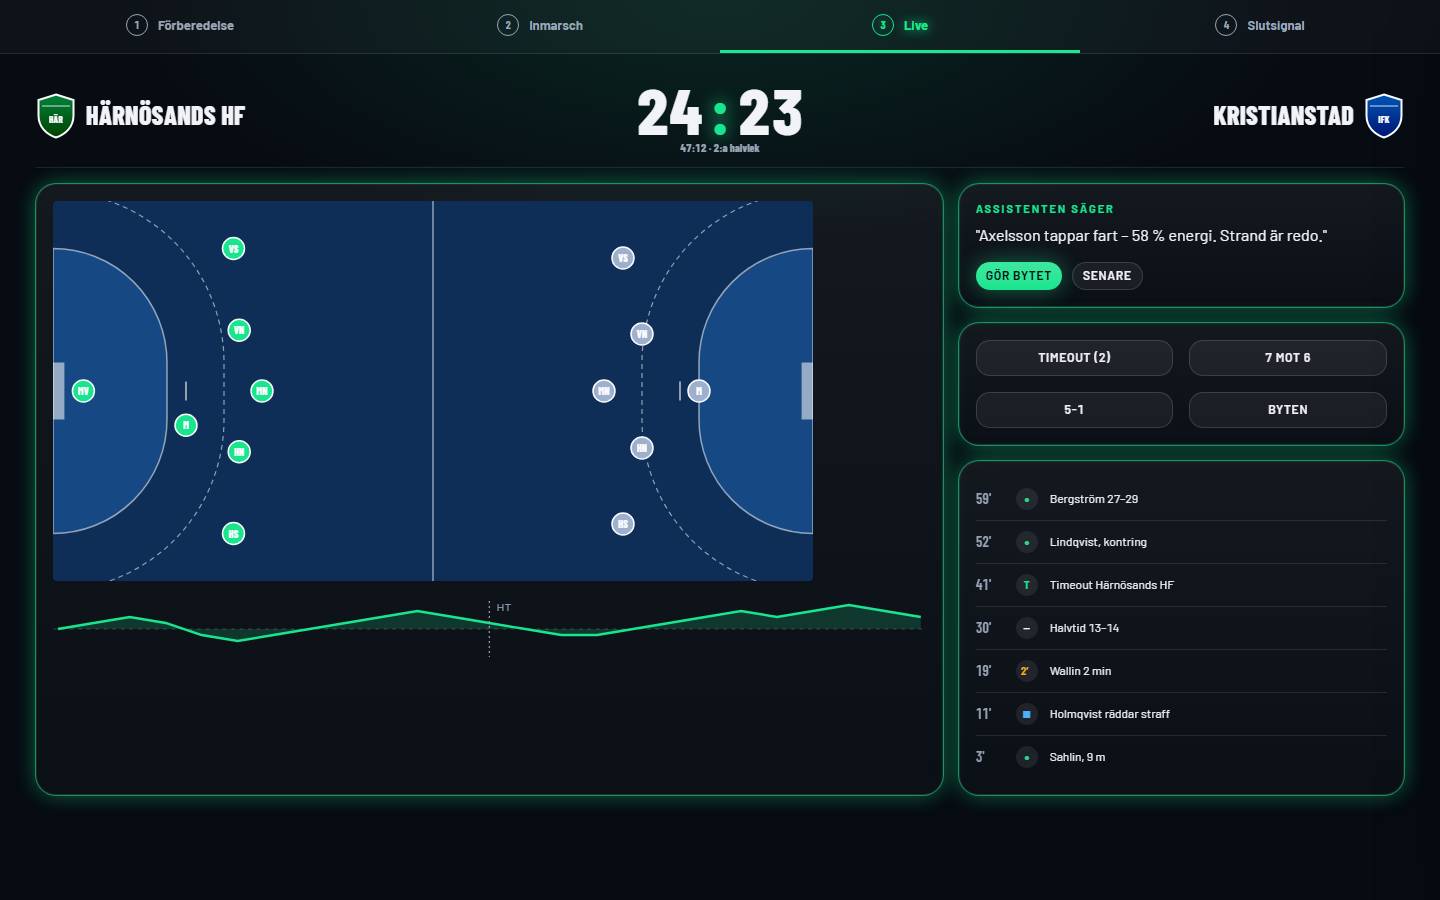 1 Förberedelse
2 Inmarsch
3 Live
4 Slutsignal
HÄR HÄRNÖSANDS HF
24:23
47:12 · 2:a halvlek
KRISTIANSTAD IFK
VS
VS
VN
VN
MV
MN
MN
M
M
HN
HN
HS
HS
HT
ASSISTENTEN SÄGER
"Axelsson tappar fart – 58 % energi. Strand är redo."
GÖR BYTET SENARE
TIMEOUT (2) 7 MOT 6
5-1 BYTEN
59' Bergström 27–29
52' Lindqvist, kontring
41' T Timeout Härnösands HF
30' – Halvtid 13–14
19' 2' Wallin 2 min
11' Holmqvist räddar straff
3' Sahlin, 9 m